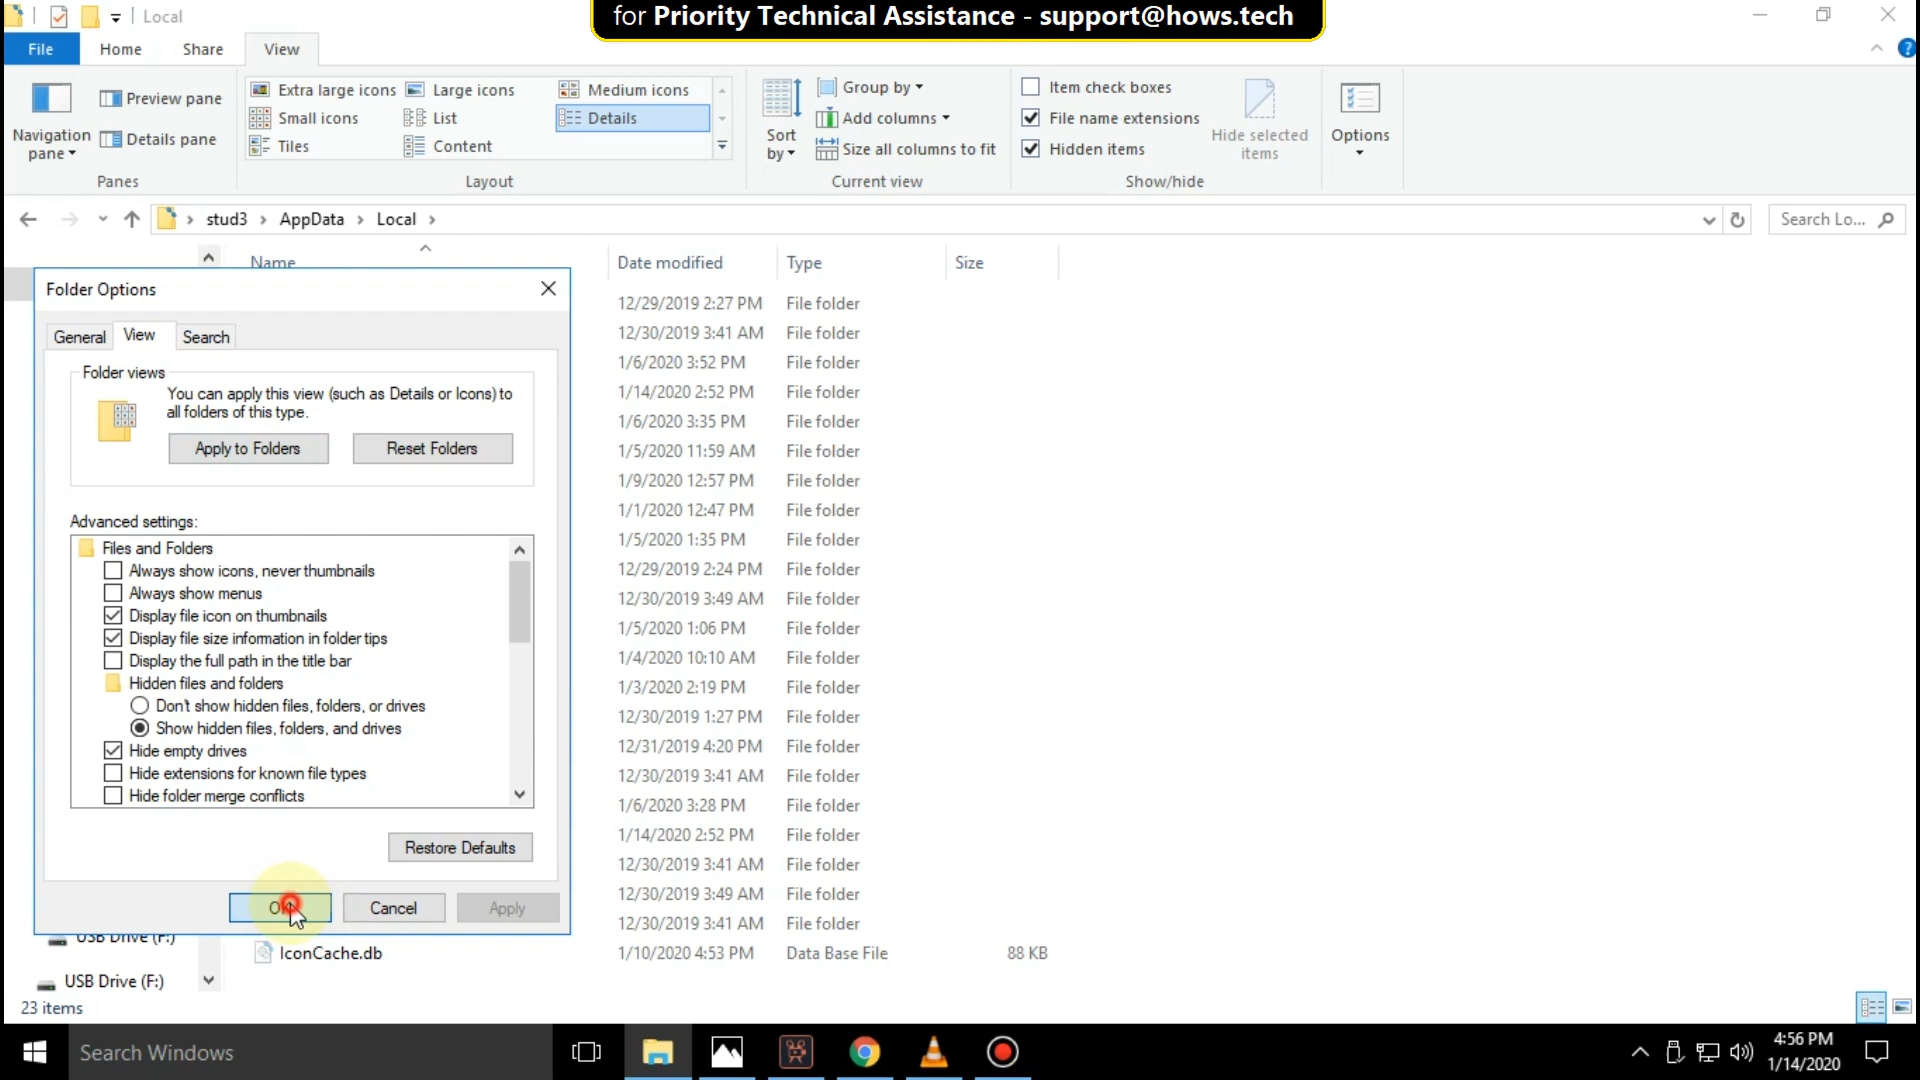 for Priority Technical Assistance - support@hows.tech
Local
File
Home
Share
View
Navigation pane
Preview pane
Details pane
Panes
Extra large icons
Large icons
Medium icons
Small icons
List
Details
Tiles
Content
Layout
Sort by
Group by
Add columns
Size all columns to fit
Current view
Item check boxes
File name extensions
Hidden items
Hide selected items
Show/hide
Options
stud3
AppData
Local
Search Lo...
Name
Date modified
Type
Size
Folder Options
General
View
Search
Folder views
You can apply this view (such as Details or Icons) to
all folders of this type.
Apply to Folders
Reset Folders
Advanced settings:
Files and Folders
Always show icons, never thumbnails
Always show menus
Display file icon on thumbnails
Display file size information in folder tips
Display the full path in the title bar
Hidden files and folders
Don't show hidden files, folders, or drives
Show hidden files, folders, and drives
Hide empty drives
Hide extensions for known file types
Hide folder merge conflicts
Restore Defaults
Cancel
Apply
12/29/2019 2:27 PM File folder
12/30/2019 3:41 AM File folder
1/6/2020 3:52 PM File folder
1/14/2020 2:52 PM File folder
1/6/2020 3:35 PM File folder
1/5/2020 11:59 AM File folder
1/9/2020 12:57 PM File folder
1/1/2020 12:47 PM File folder
1/5/2020 1:35 PM File folder
12/29/2019 2:24 PM File folder
12/30/2019 3:49 AM File folder
1/5/2020 1:06 PM File folder
1/4/2020 10:10 AM File folder
1/3/2020 2:19 PM File folder
12/30/2019 1:27 PM File folder
12/31/2019 4:20 PM File folder
12/30/2019 3:41 AM File folder
1/6/2020 3:28 PM File folder
1/14/2020 2:52 PM File folder
12/30/2019 3:41 AM File folder
12/30/2019 3:49 AM File folder
12/30/2019 3:41 AM File folder
USB Drive (F:)
IconCache.db 1/10/2020 4:53 PM Data Base File 88 KB
USB Drive (F:)
23 items
Search Windows
4:56 PM
1/14/2020